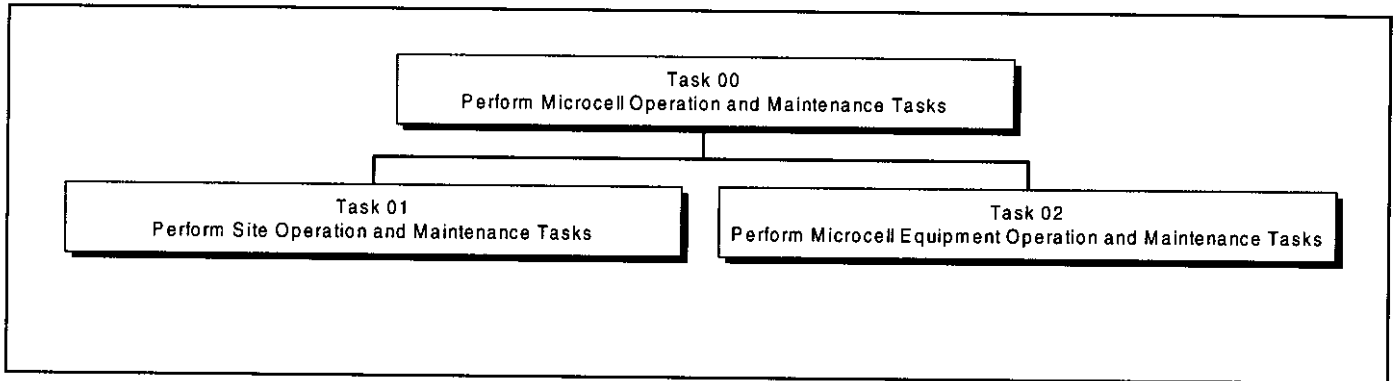 Task 00
Perform Microcell Operation and Maintenance Tasks
Task 01
Perform Site Operation and Maintenance Tasks
Task 02
Perform Microcell Equipment Operation and Maintenance Tasks